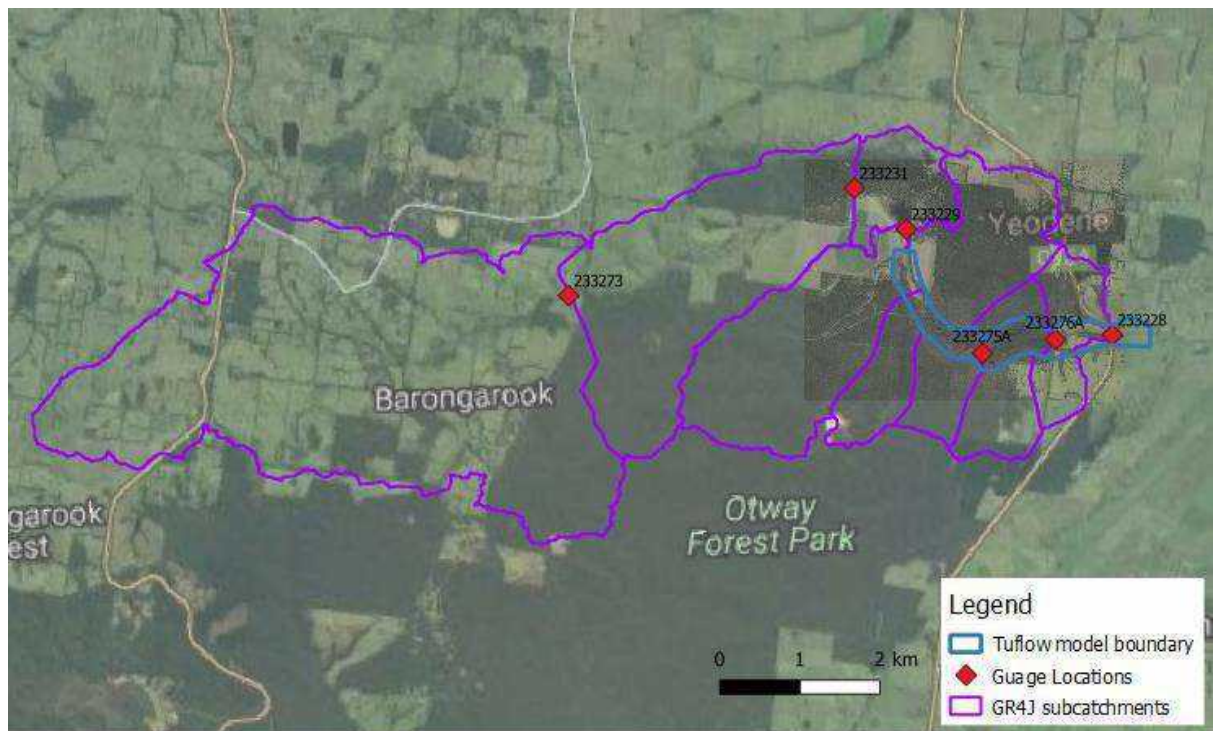 233231
233229
Yeodene
233273
233276A
233228
233275A
Barongarook
garook
est
Otway
Forest Park
0 1 2 km
Legend
Tuflow model boundary
Guage Locations
GR4J subcatchments